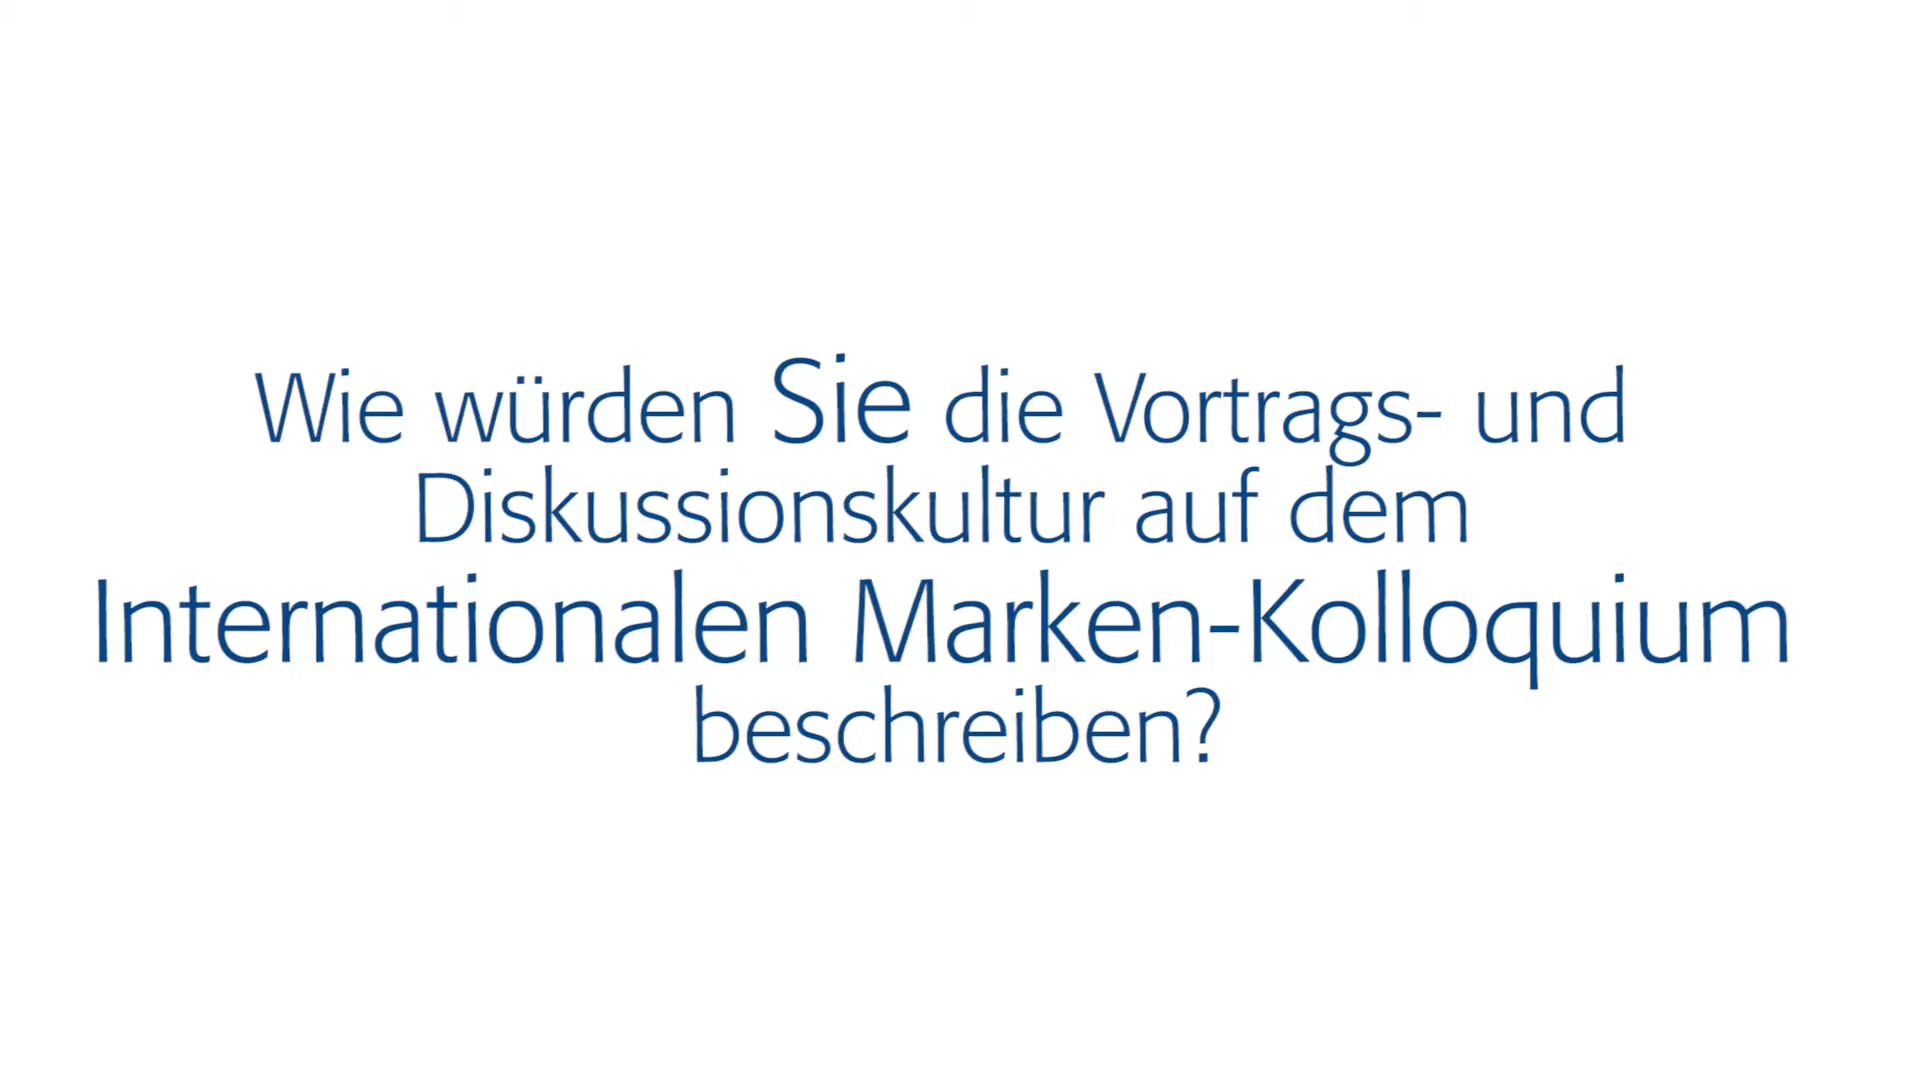 Wie würden Sie die Vortrags- und
Diskussionskultur auf dem
Internationalen Marken-Kolloquium
beschreiben?